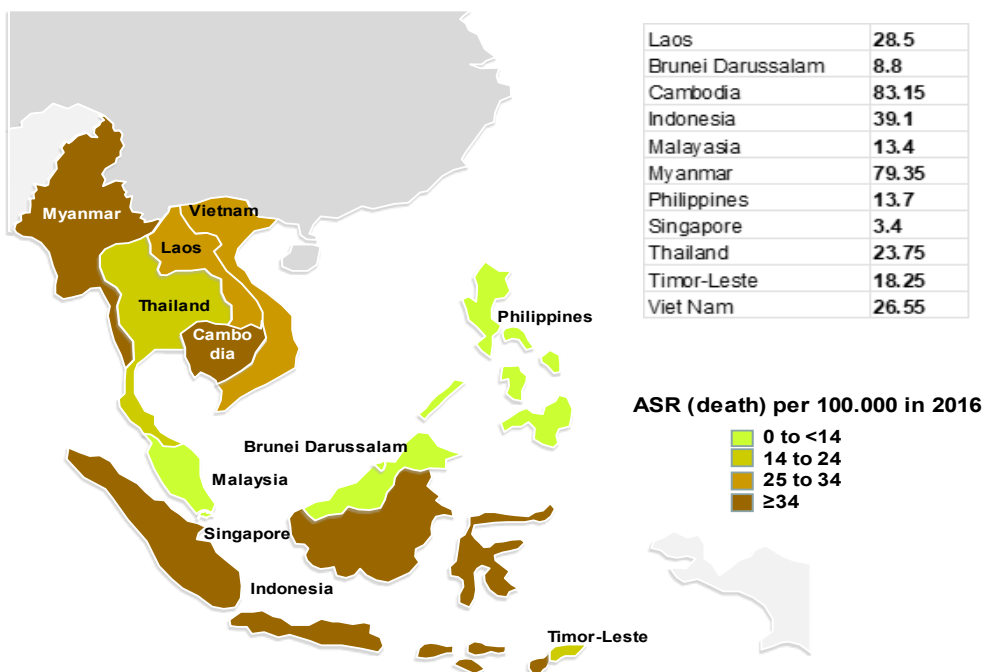 Laos 28.5
Brunei Darussalam 8.8
Cambodia 83.15
Indonesia 39.1
Malayasia 13.4
Myanmar 79.35
Philippines 13.7
Singapore 3.4
Thailand 23.75
Timor-Leste 18.25
Viet Nam 26.55
Myanmar
Vietnam
Laos
Thailand
Cambo
dia
Philippines
Brunei Darussalam
Malaysia
Singapore
Indonesia
Timor-Leste
ASR (death) per 100.000 in 2016
0 to <14
14 to 24
25 to 34
≥34